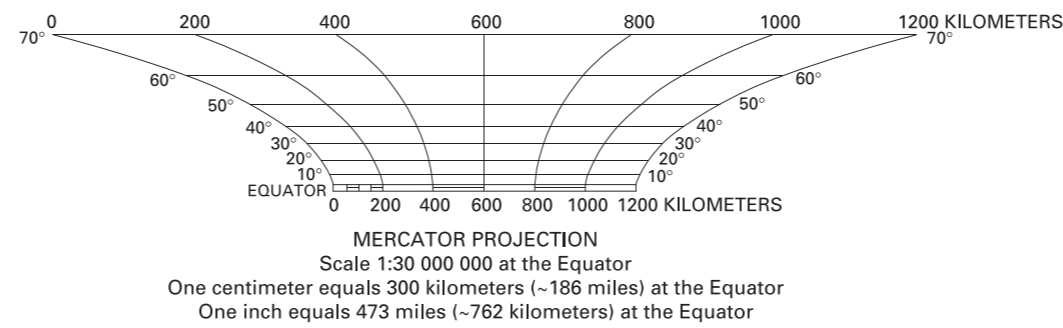 0 200 400 600 800 1000 1200 KILOMETERS
70° 70°
60° 60°
50° 50°
40° 40°
30° 30°
20° 20°
10° 10°
EQUATOR
0 200 400 600 800 1000 1200 KILOMETERS
MERCATOR PROJECTION
Scale 1:30 000 000 at the Equator
One centimeter equals 300 kilometers (~186 miles) at the Equator
One inch equals 473 miles (~762 kilometers) at the Equator